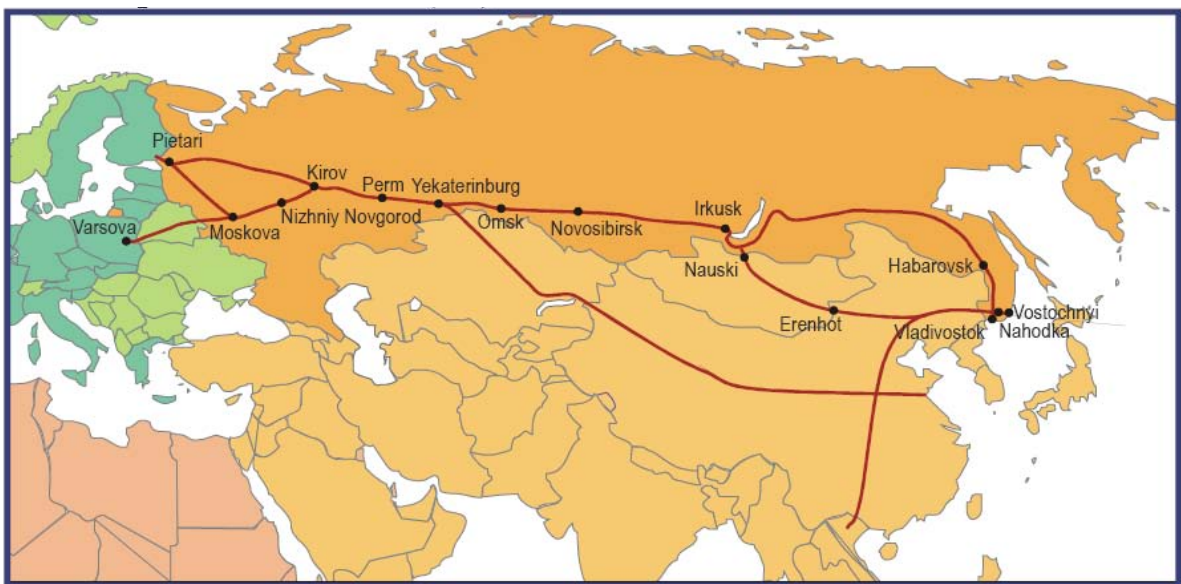 Pietari
Kirov
Perm
Yekaterinburg
Varsova
Moskova
Nizhniy Novgorod
Omsk
Novosibirsk
Irkusk
Nauski
Habarovsk
Erenhot
Vladivostok
Vostochnyi
Nahodka